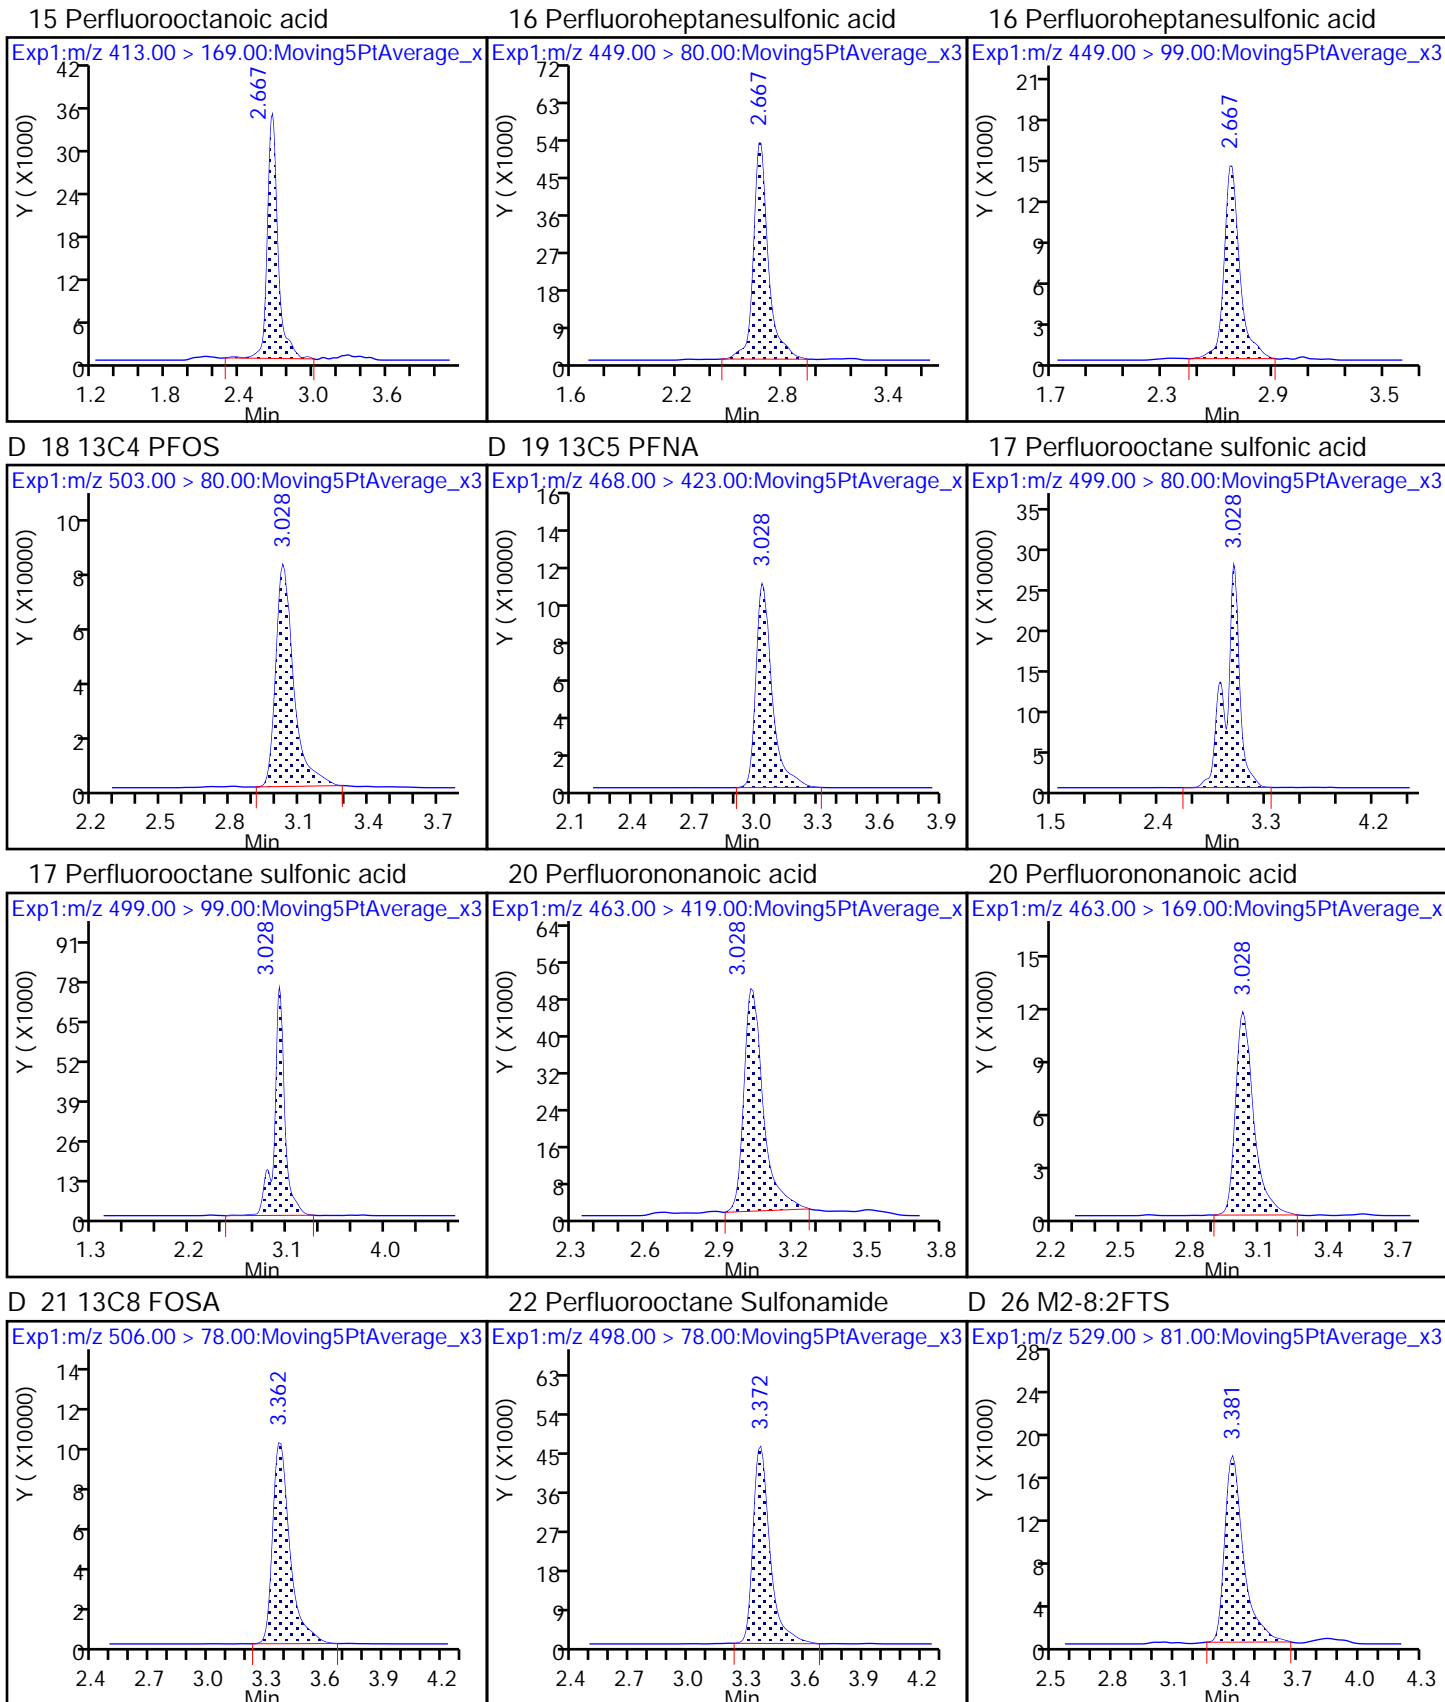 15 Perfluorooctanoic acid
Exp1:m/z 413.00 > 169.00:Moving5PtAverage_x
Y ( X1000)
42
36
30
24
18
12
6
0
2.667
1.2 1.8 2.4 3.0 3.6
Min
16 Perfluoroheptanesulfonic acid
Exp1:m/z 449.00 > 80.00:Moving5PtAverage_x3
Y ( X1000)
72
63
54
45
36
27
18
9
0
2.667
1.6 2.2 2.8 3.4
Min
16 Perfluoroheptanesulfonic acid
Exp1:m/z 449.00 > 99.00:Moving5PtAverage_x3
Y ( X1000)
21
18
15
12
9
6
3
0
2.667
1.7 2.3 2.9 3.5
Min
D 18 13C4 PFOS
Exp1:m/z 503.00 > 80.00:Moving5PtAverage_x3
Y ( X10000)
10
8
6
4
2
0
3.028
2.2 2.5 2.8 3.1 3.4 3.7
Min
D 19 13C5 PFNA
Exp1:m/z 468.00 > 423.00:Moving5PtAverage_x
Y ( X10000)
16
14
12
10
8
6
4
2
0
3.028
2.1 2.4 2.7 3.0 3.3 3.6 3.9
Min
17 Perfluorooctane sulfonic acid
Exp1:m/z 499.00 > 80.00:Moving5PtAverage_x3
Y ( X10000)
35
30
25
20
15
10
5
0
3.028
1.5 2.4 3.3 4.2
Min
17 Perfluorooctane sulfonic acid
Exp1:m/z 499.00 > 99.00:Moving5PtAverage_x3
Y ( X1000)
91
78
65
52
39
26
13
0
3.028
1.3 2.2 3.1 4.0
Min
20 Perfluorononanoic acid
Exp1:m/z 463.00 > 419.00:Moving5PtAverage_x
Y ( X1000)
64
56
48
40
32
24
16
8
0
3.028
2.3 2.6 2.9 3.2 3.5 3.8
Min
20 Perfluorononanoic acid
Exp1:m/z 463.00 > 169.00:Moving5PtAverage_x
Y ( X1000)
15
12
9
6
3
0
3.028
2.2 2.5 2.8 3.1 3.4 3.7
Min
D 21 13C8 FOSA
Exp1:m/z 506.00 > 78.00:Moving5PtAverage_x3
Y ( X10000)
14
12
10
8
6
4
2
0
3.362
2.4 2.7 3.0 3.3 3.6 3.9 4.2
Min
22 Perfluorooctane Sulfonamide
Exp1:m/z 498.00 > 78.00:Moving5PtAverage_x3
Y ( X1000)
63
54
45
36
27
18
9
0
3.372
2.4 2.7 3.0 3.3 3.6 3.9 4.2
Min
D 26 M2-8:2FTS
Exp1:m/z 529.00 > 81.00:Moving5PtAverage_x3
Y ( X1000)
28
24
20
16
12
8
4
0
3.381
2.5 2.8 3.1 3.4 3.7 4.0 4.3
Min